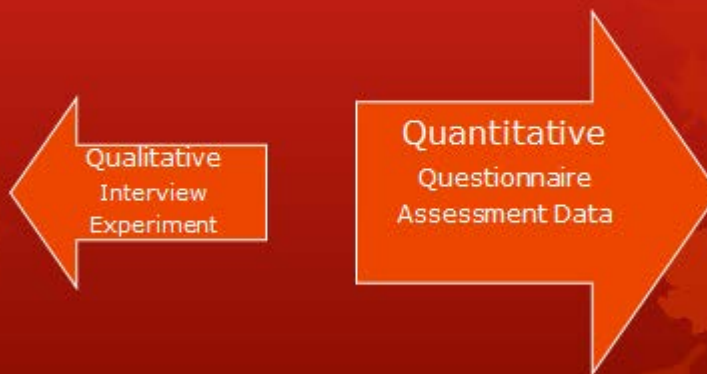 Qualitative
Interview
Experiment
Quantitative
Questionnaire
Assessment Data